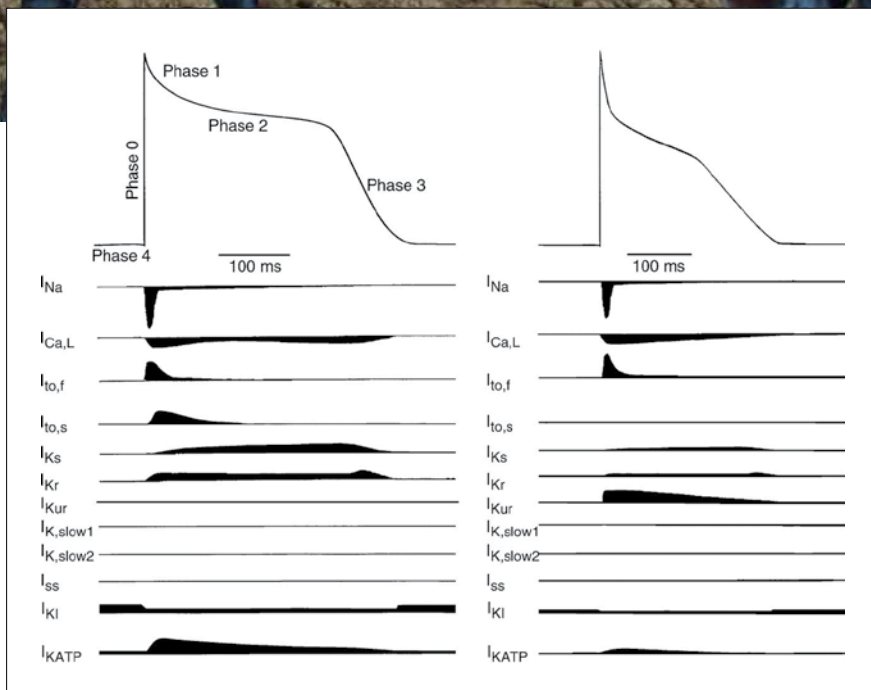 Phase 1
Phase 2
Phase 0
Phase 3
Phase 4
100 ms
100 ms
INa
ICa,L
Ito,f
Ito,s
IKs
IKr
IKur
IK,slow1
IK,slow2
Iss
IKI
IKATP
INa
ICa,L
Ito,f
Ito,s
IKs
IKr
IKur
IK,slow1
IK,slow2
Iss
IKI
IKATP